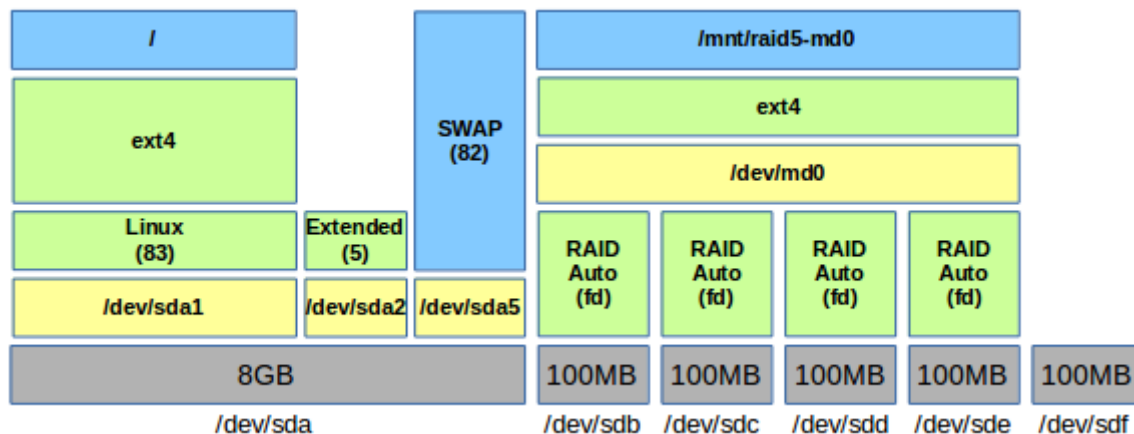 /
/mnt/raid5-md0
ext4
SWAP
(82)
ext4
/dev/md0
Linux
(83)
Extended
(5)
RAID
Auto
(fd)
RAID
Auto
(fd)
RAID
Auto
(fd)
RAID
Auto
(fd)
/dev/sda1
/dev/sda2
/dev/sda5
8GB
100MB
100MB
100MB
100MB
100MB
/dev/sda
/dev/sdb
/dev/sdc
/dev/sdd
/dev/sde
/dev/sdf